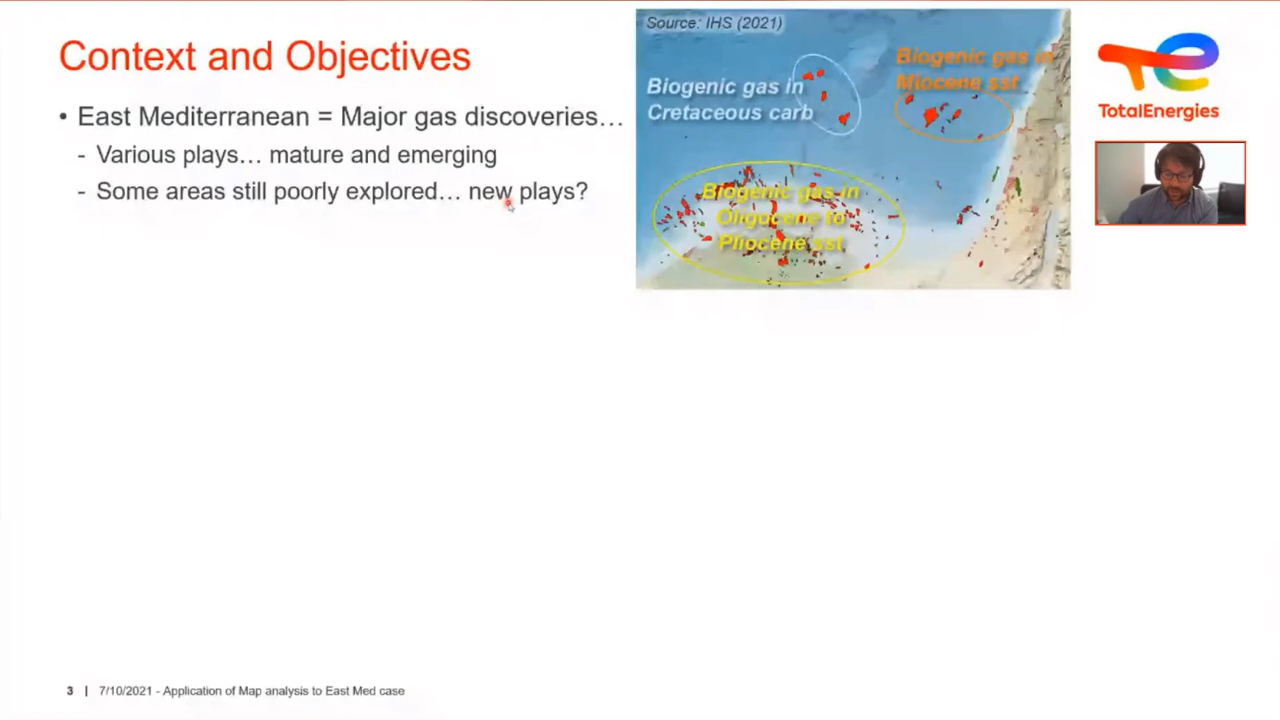 Context and Objectives
• East Mediterranean = Major gas discoveries…
- Various plays… mature and emerging
- Some areas still poorly explored… new plays?
Source: IHS (2021)
Biogenic gas in
Cretaceous carb
Biogenic gas in
Miocene sst
Biogenic gas in
Oligocene to
Pliocene sst
TotalEnergies
3 | 7/10/2021 - Application of Map analysis to East Med case